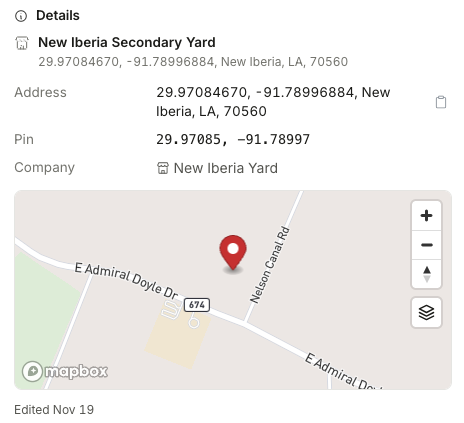 Details
New Iberia Secondary Yard
29.97084670, -91.78996884, New Iberia, LA, 70560
Address
29.97084670, -91.78996884, New
Iberia, LA, 70560
Pin
29.97085, -91.78997
Company
New Iberia Yard
Nelson Canal Rd
E Admiral Doyle Dr
674
E Admiral Doyl
mapbox
Edited Nov 19